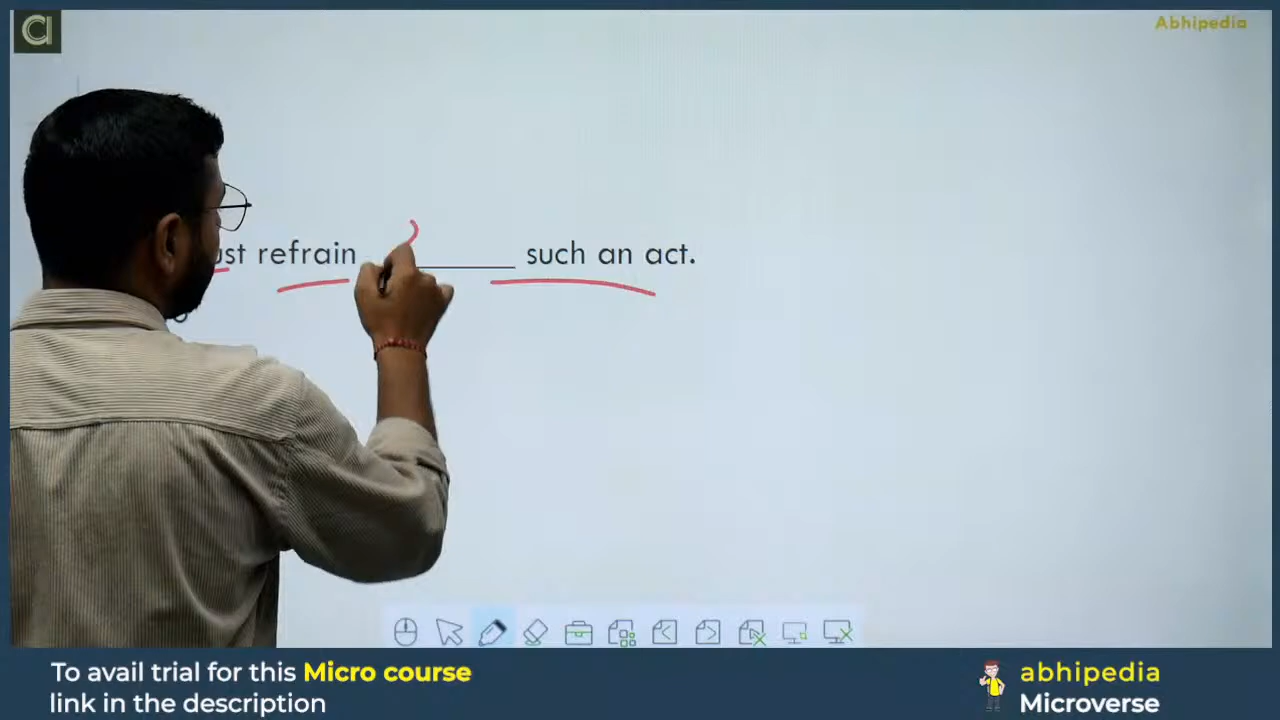 Abhipedia
refrain ________ such an act.
To avail trial for this Micro course
link in the description
abhipedia
Microverse